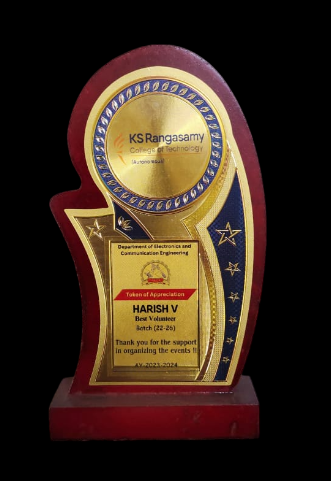 KS Rangasamy
College of Technology
Department of Electronics and
Communication Engineering
Token of Appreciation
HARISH V
Best Volunteer
Batch (22-26)
Thank you for the support
in organizing the events !!
AY-2023-2024